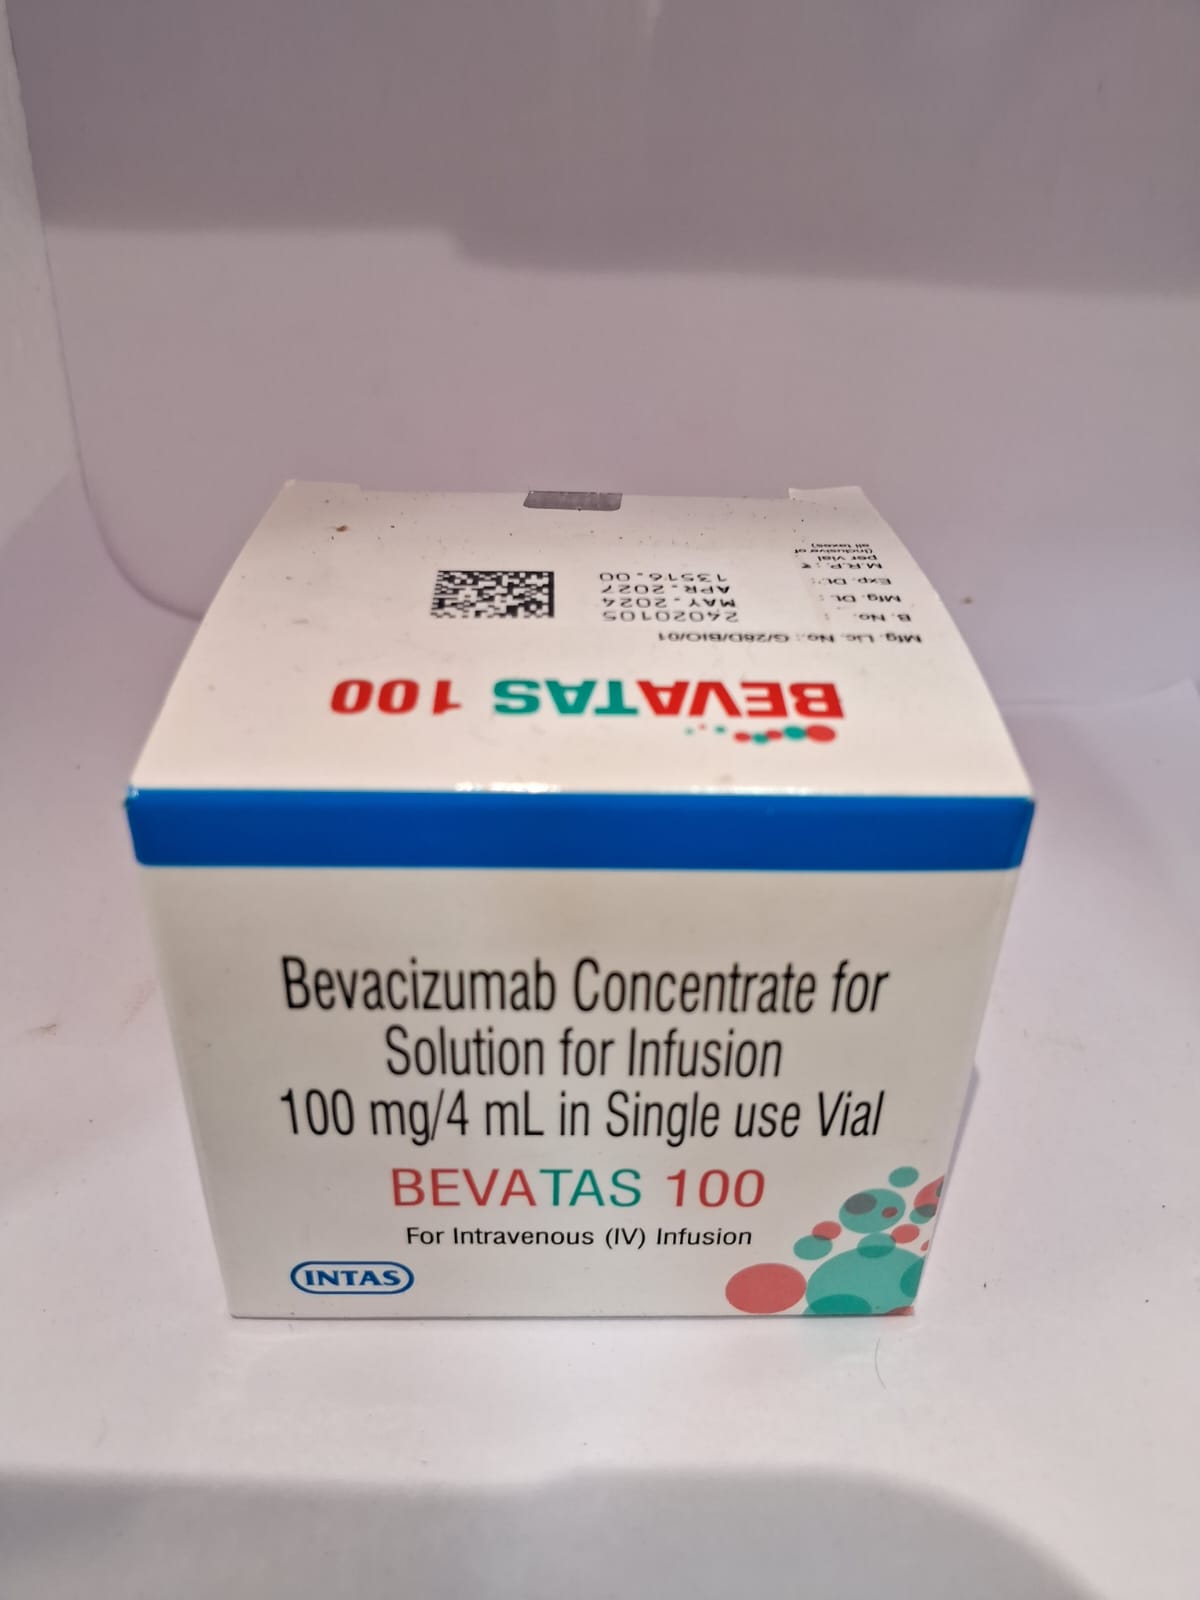 BEVATAS 100
Mfg. Lic. No.: G/28D/BIO/01
B. No. : 24020105
Mfg. Dt. : MAY.2024
Exp. Dt. : APR.2027
M.R.P. : ₹ 13516.00
per vial
(Inclusive of
all taxes)
Bevacizumab Concentrate for
Solution for Infusion
100 mg/4 mL in Single use Vial
BEVATAS 100
For Intravenous (IV) Infusion
INTAS